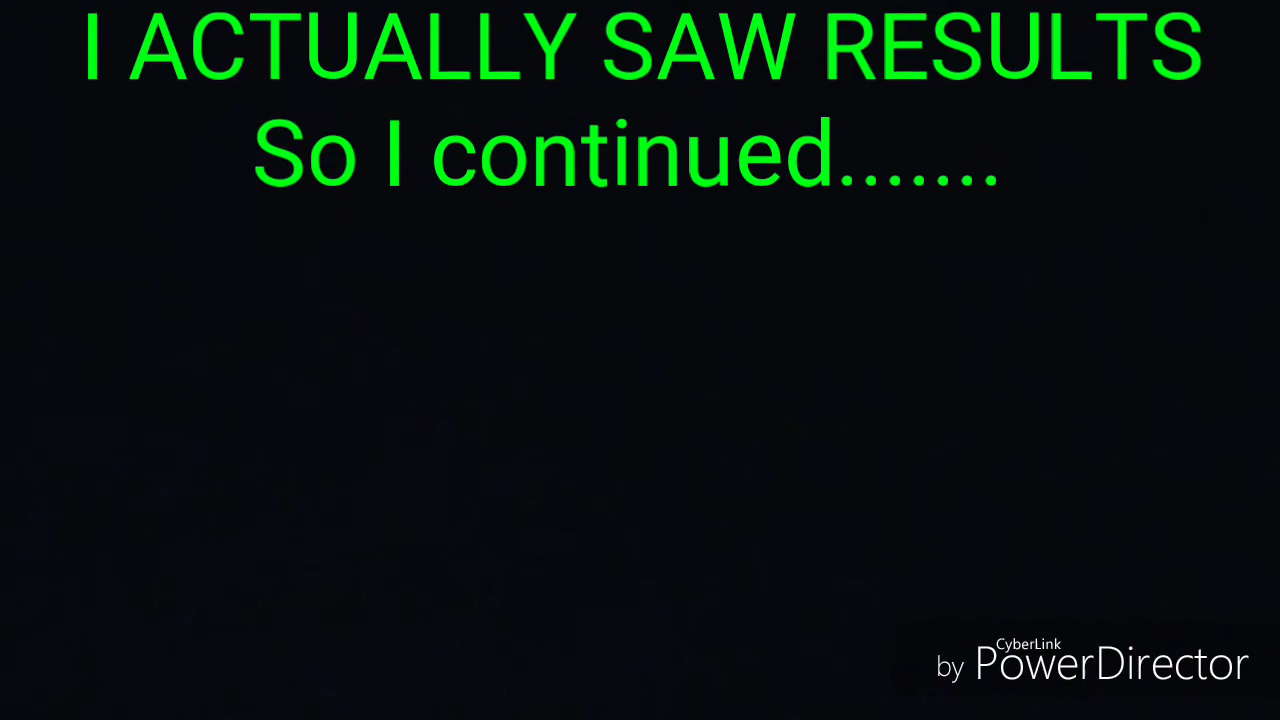 I ACTUALLY SAW RESULTS
So I continued.......
CyberLink
by PowerDirector